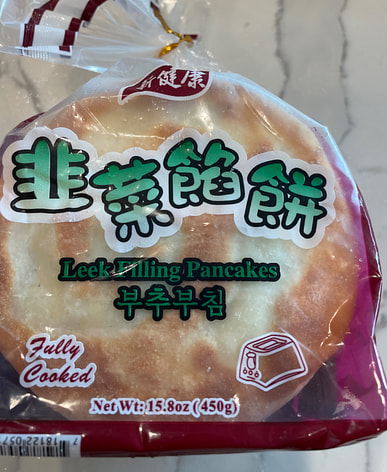 新健康
韭菜餡餅
Leek Filling Pancakes
부추부침
Fully
Cooked
Net Wt: 15.8oz (450g)